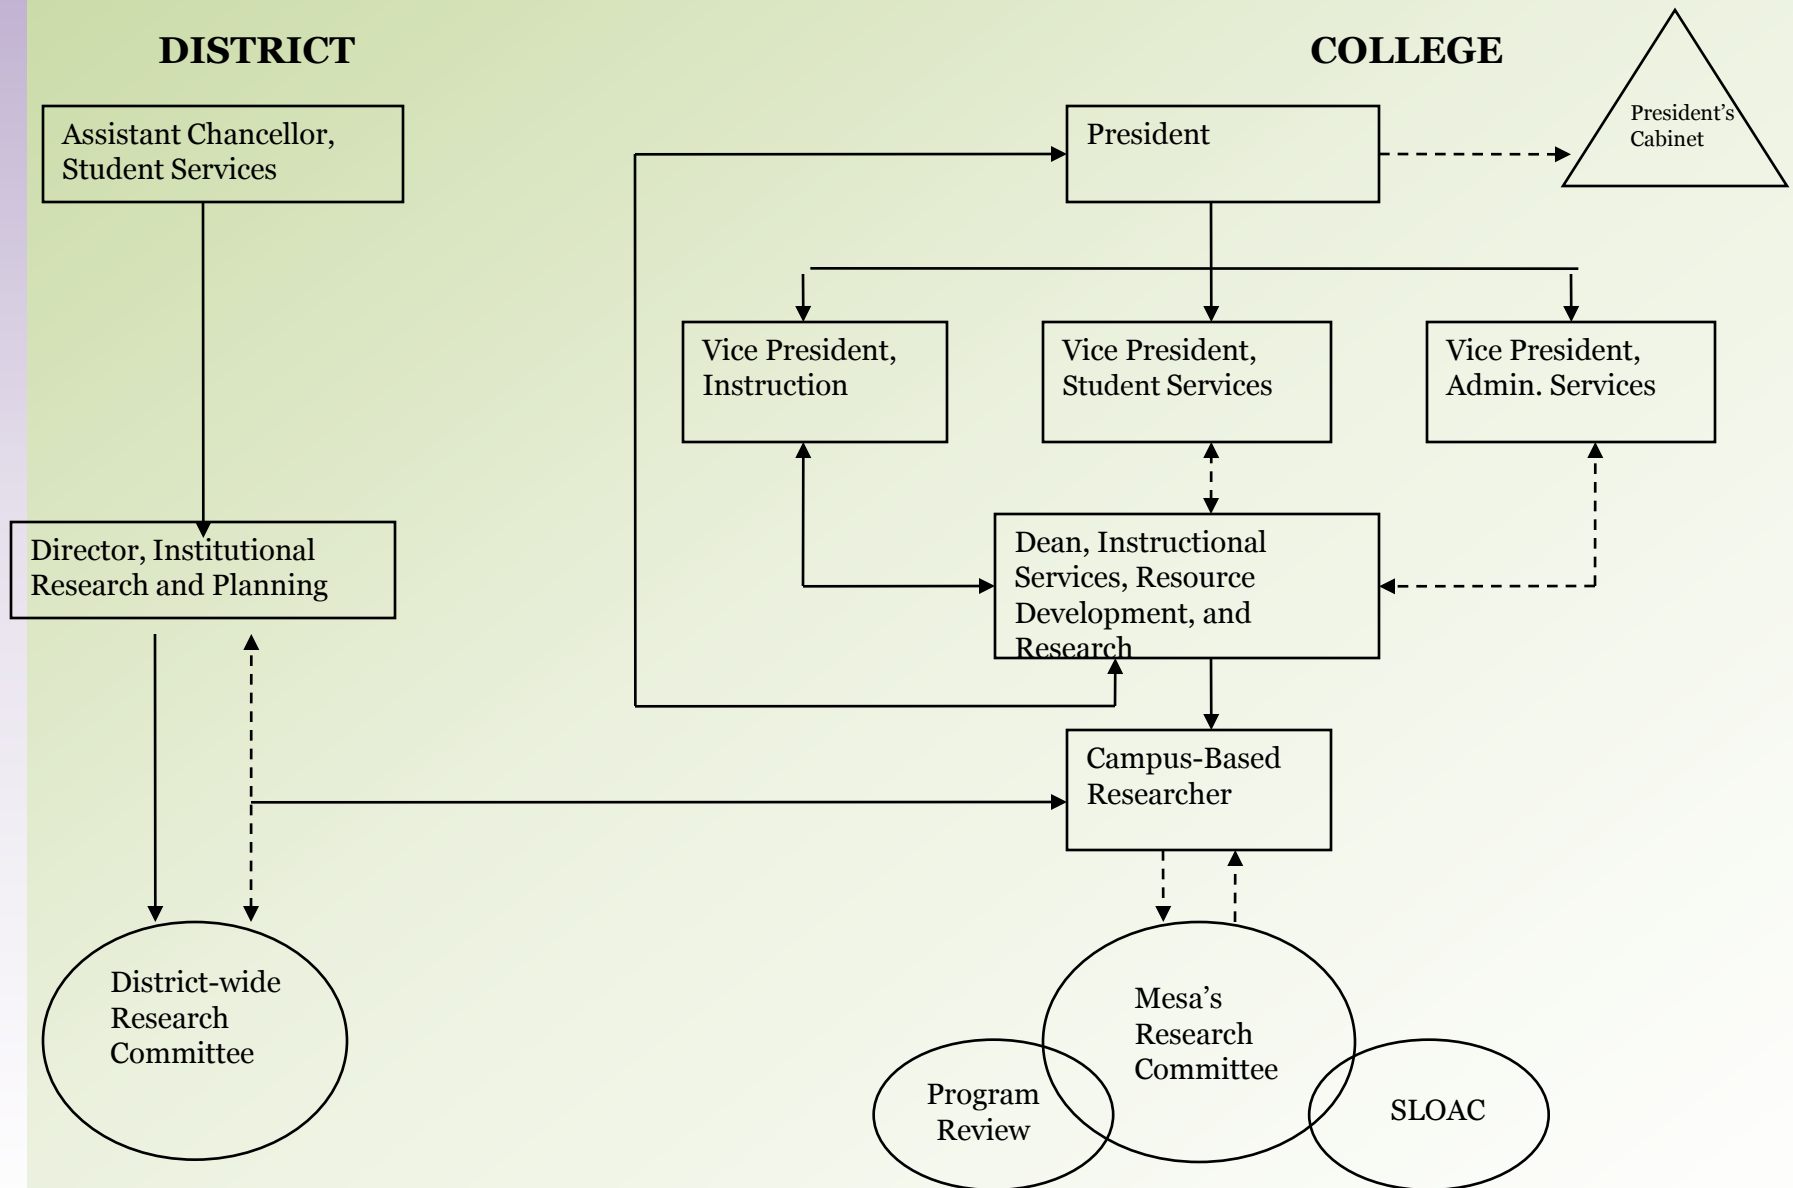 DISTRICT
COLLEGE
President’s
Cabinet
Assistant Chancellor,
Student Services
President
Vice President,
Instruction
Vice President,
Student Services
Vice President,
Admin. Services
Director, Institutional
Research and Planning
Dean, Instructional
Services, Resource
Development, and
Research
Campus-Based
Researcher
District-wide
Research
Committee
Mesa’s
Research
Committee
Program
Review
SLOAC